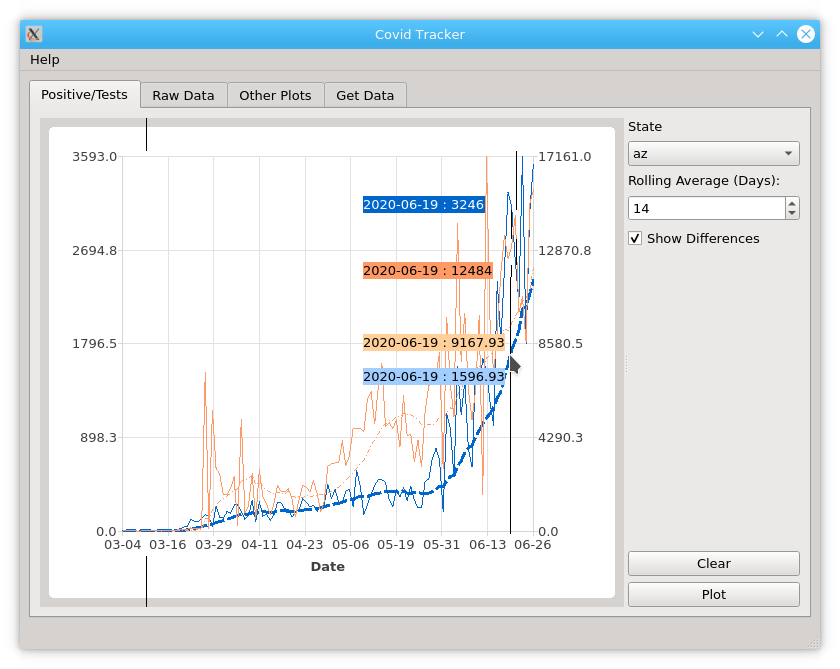 Covid Tracker
Help
Positive/Tests Raw Data Other Plots Get Data
3593.0
2694.8
1796.5
898.3
0.0
17161.0
12870.8
8580.5
4290.3
0.0
2020-06-19 : 3246
2020-06-19 : 12484
2020-06-19 : 9167.93
2020-06-19 : 1596.93
03-04 03-16 03-29 04-11 04-23 05-06 05-19 05-31 06-13 06-26
Date
State
az
Rolling Average (Days):
14
Show Differences
Clear
Plot